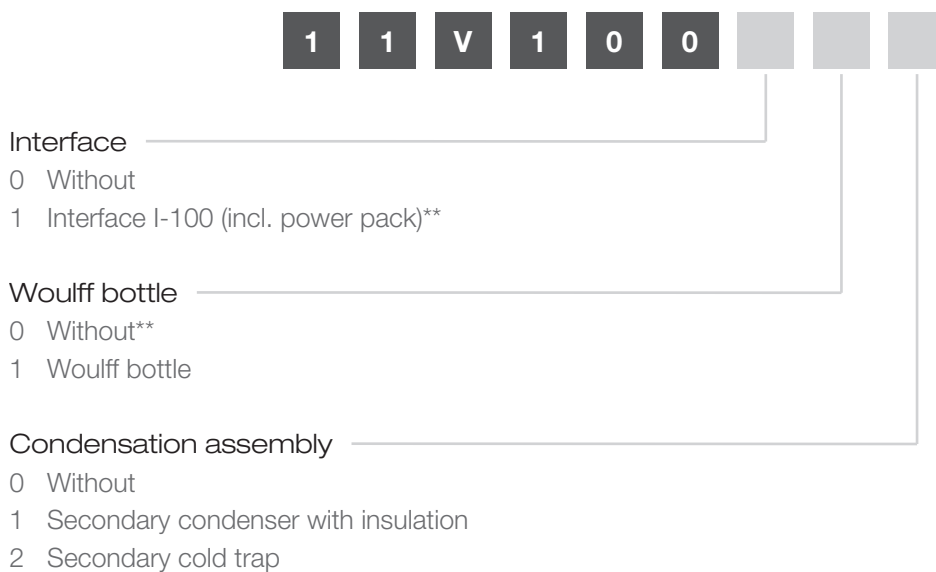 1 1 V 1 0 0
Interface
0 Without
1 Interface I-100 (incl. power pack)**
Woulff bottle
0 Without**
1 Woulff bottle
Condensation assembly
0 Without
1 Secondary condenser with insulation
2 Secondary cold trap